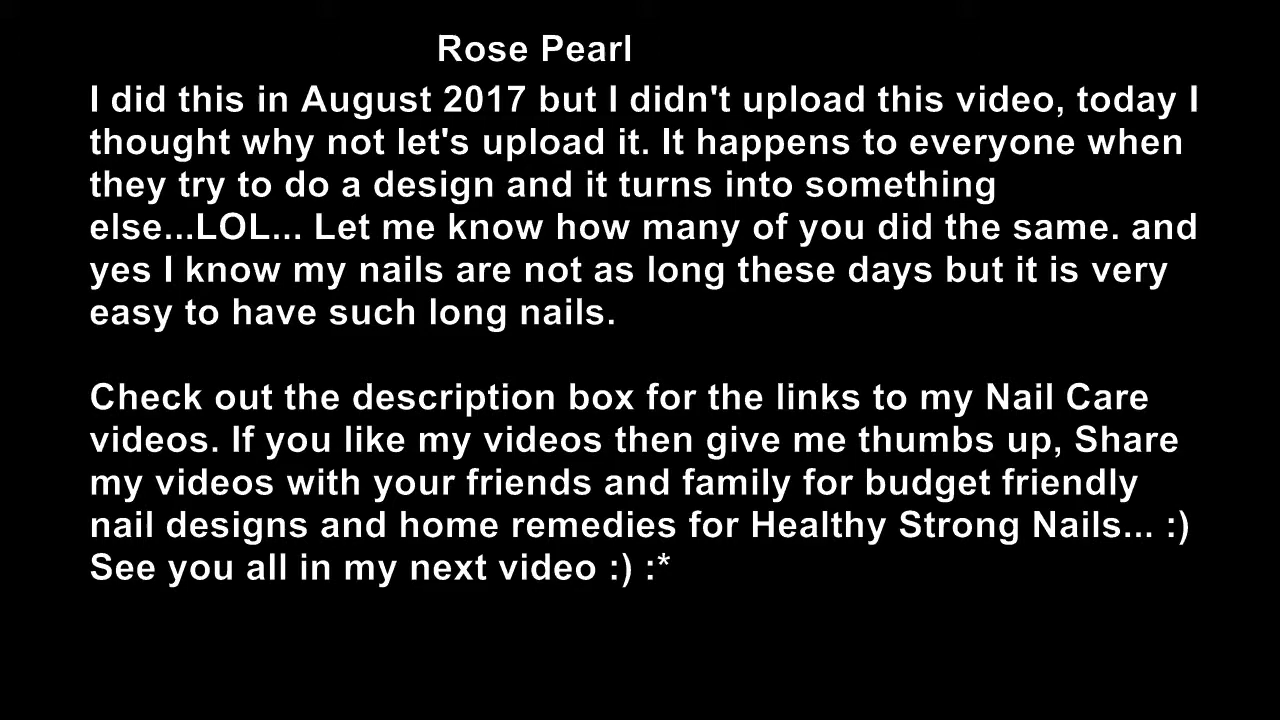 Rose Pearl
I did this in August 2017 but I didn't upload this video, today I
thought why not let's upload it. It happens to everyone when
they try to do a design and it turns into something
else...LOL... Let me know how many of you did the same. and
yes I know my nails are not as long these days but it is very
easy to have such long nails.
Check out the description box for the links to my Nail Care
videos. If you like my videos then give me thumbs up, Share
my videos with your friends and family for budget friendly
nail designs and home remedies for Healthy Strong Nails... :)
See you all in my next video :) :*